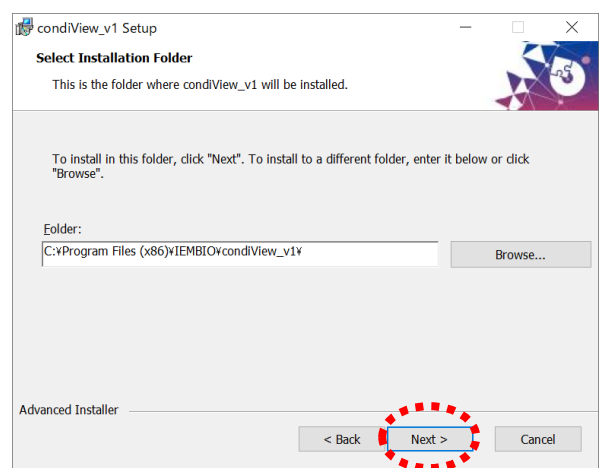 condiView_v1 Setup
Select Installation Folder
This is the folder where condiView_v1 will be installed.
To install in this folder, click "Next". To install to a different folder, enter it below or click
"Browse".
Folder:
C:¥Program Files (x86)¥IEMBIO¥condiView_v1¥
Browse...
Advanced Installer
< Back
Next >
Cancel